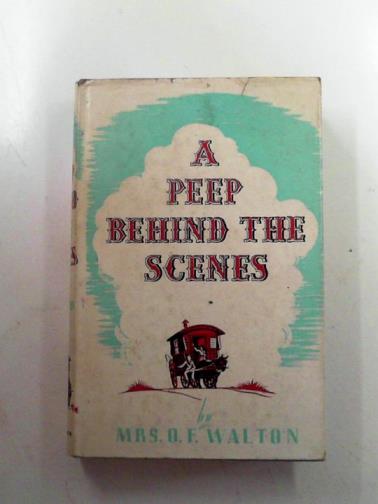 A
PEEP
BEHIND THE
SCENES
by
MRS. O. F. WALTON